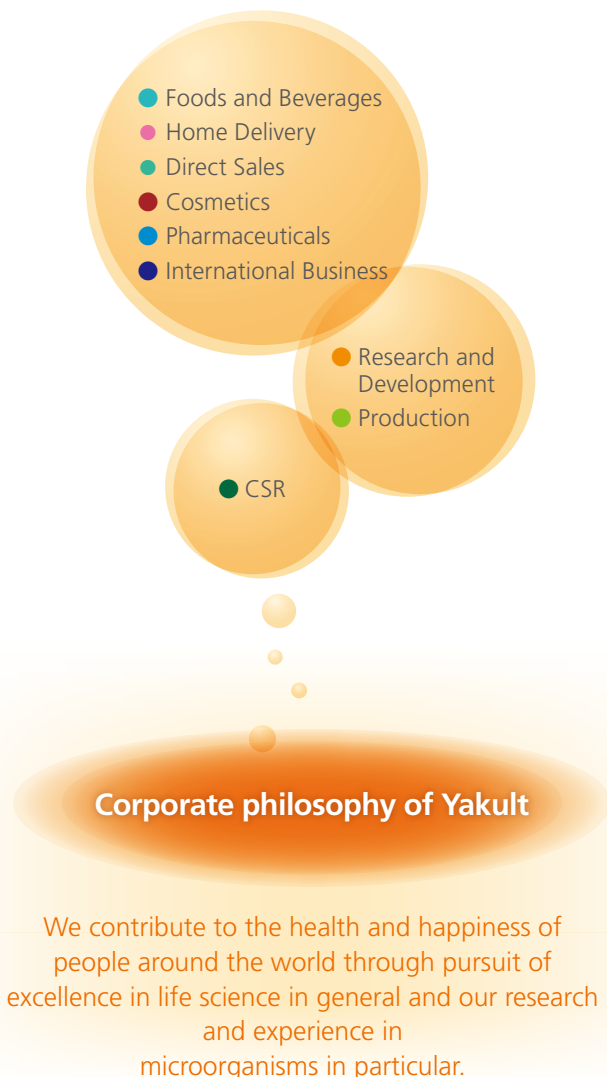 Foods and Beverages
Home Delivery
Direct Sales
Cosmetics
Pharmaceuticals
International Business
Research and
Development
Production
CSR
Corporate philosophy of Yakult
We contribute to the health and happiness of
people around the world through pursuit of
excellence in life science in general and our research
and experience in
microorganisms in particular.